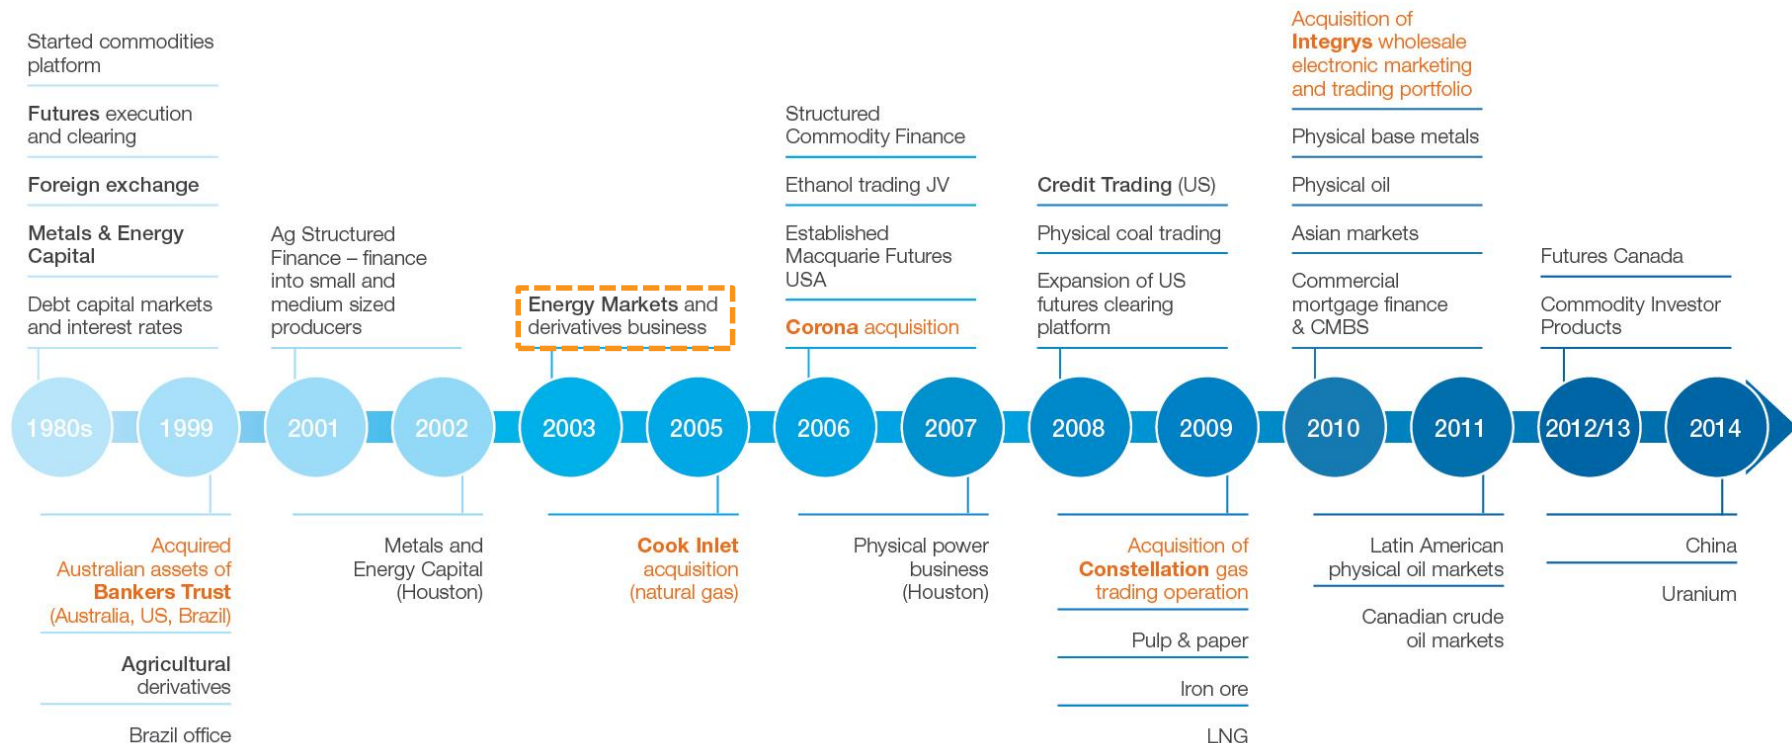 Started commodities
platform
Futures execution
and clearing
Foreign exchange
Metals & Energy
Capital
Debt capital markets
and interest rates
Ag Structured
Finance – finance
into small and
medium sized
producers
Energy Markets and
derivatives business
Structured
Commodity Finance
Ethanol trading JV
Established
Macquarie Futures
USA
Corona acquisition
Credit Trading (US)
Physical coal trading
Expansion of US
futures clearing
platform
Acquisition of
Integrys wholesale
electronic marketing
and trading portfolio
Physical base metals
Physical oil
Asian markets
Commercial
mortgage finance
& CMBS
Futures Canada
Commodity Investor
Products
1980s
1999
2001
2002
2003
2005
2006
2007
2008
2009
2010
2011
2012/13
2014
Acquired
Australian assets of
Bankers Trust
(Australia, US, Brazil)
Agricultural
derivatives
Brazil office
Metals and
Energy Capital
(Houston)
Cook Inlet
acquisition
(natural gas)
Physical power
business
(Houston)
Acquisition of
Constellation gas
trading operation
Pulp & paper
Iron ore
LNG
Latin American
physical oil markets
Canadian crude
oil markets
China
Uranium